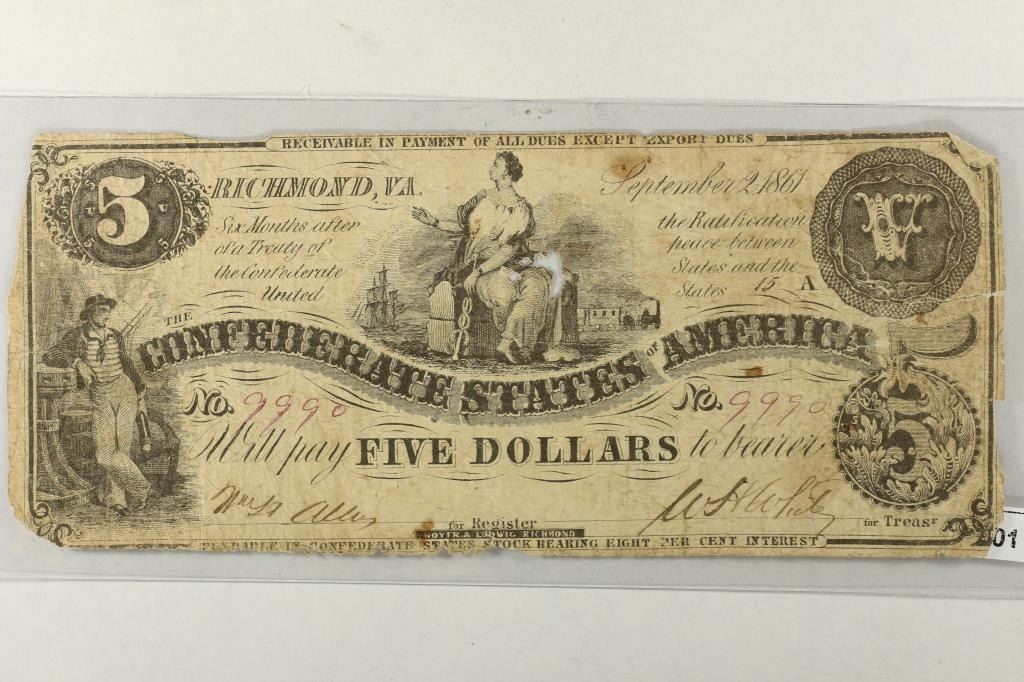 RECEIVABLE IN PAYMENT OF ALL DUES EXCEPT EXPORT DUES
5
RICHMOND, VA.
September 2, 1861
V
Six Months after
the Ratification
of a Treaty of
peace between
the Confederate
States and the
United
States 15 A
THE
CONFEDERATE STATES OF AMERICA
No. 9990
No. 9990
5
Will pay FIVE DOLLARS to bearer
for Register
for Treasr
HOYER & LUDWIG RICHMOND
FUNDABLE IN CONFEDERATE STATES STOCK BEARING EIGHT PER CENT INTEREST
01